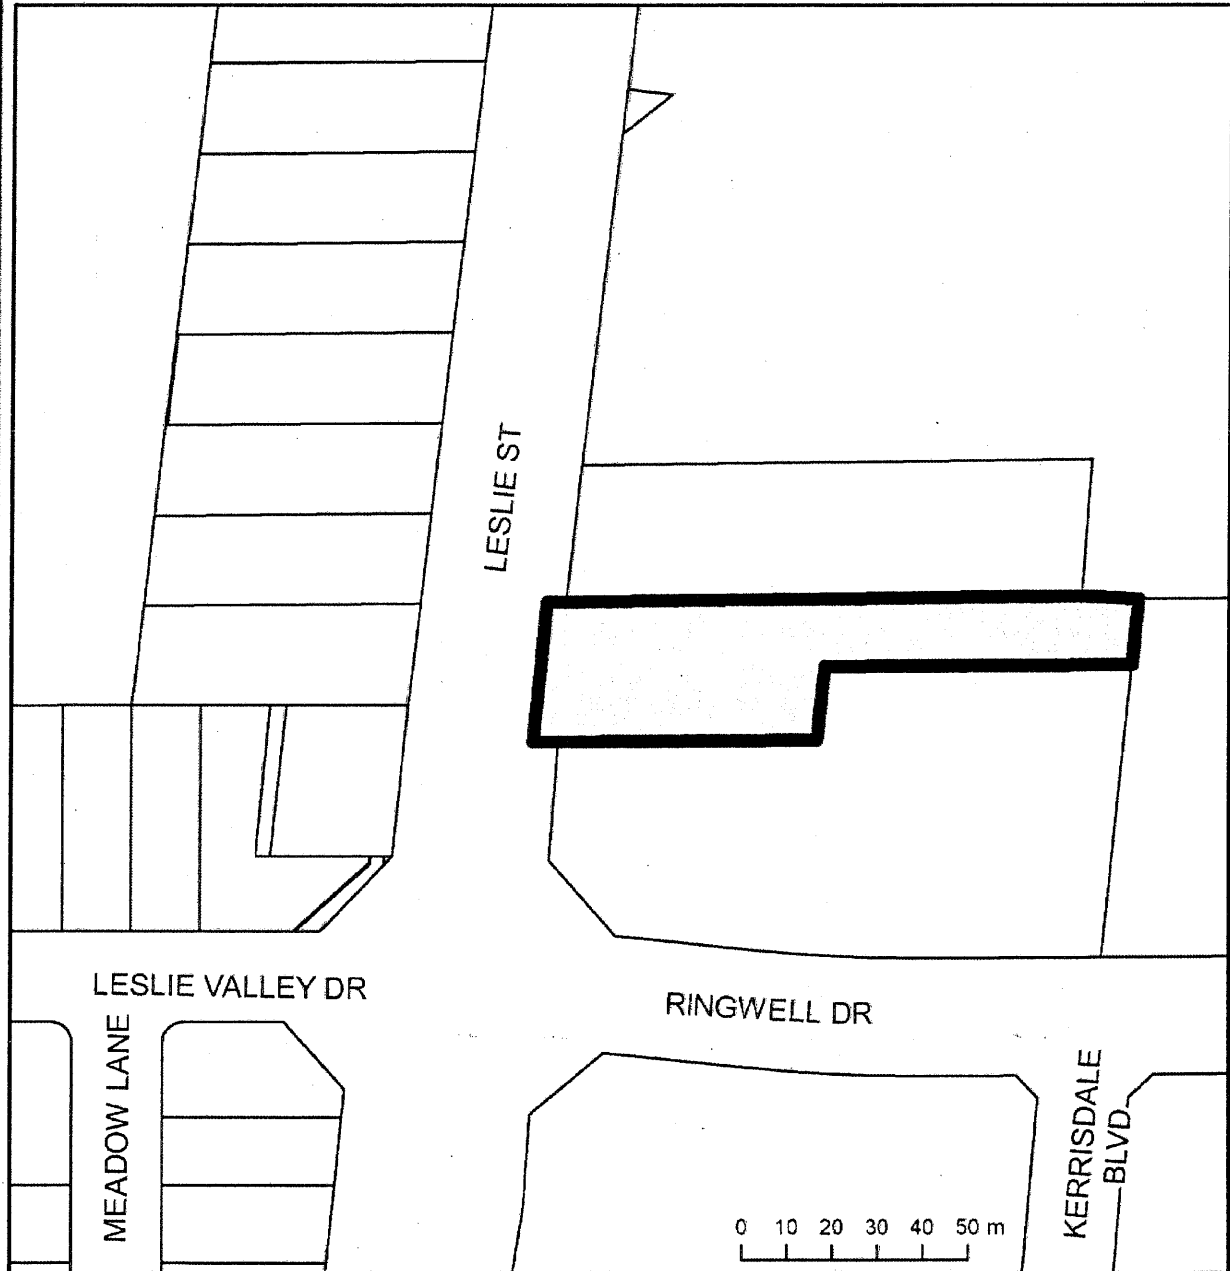 LESLIE ST
LESLIE VALLEY DR
RINGWELL DR
MEADOW LANE
KERRISDALE
BLVD
0 10 20 30 40 50 m